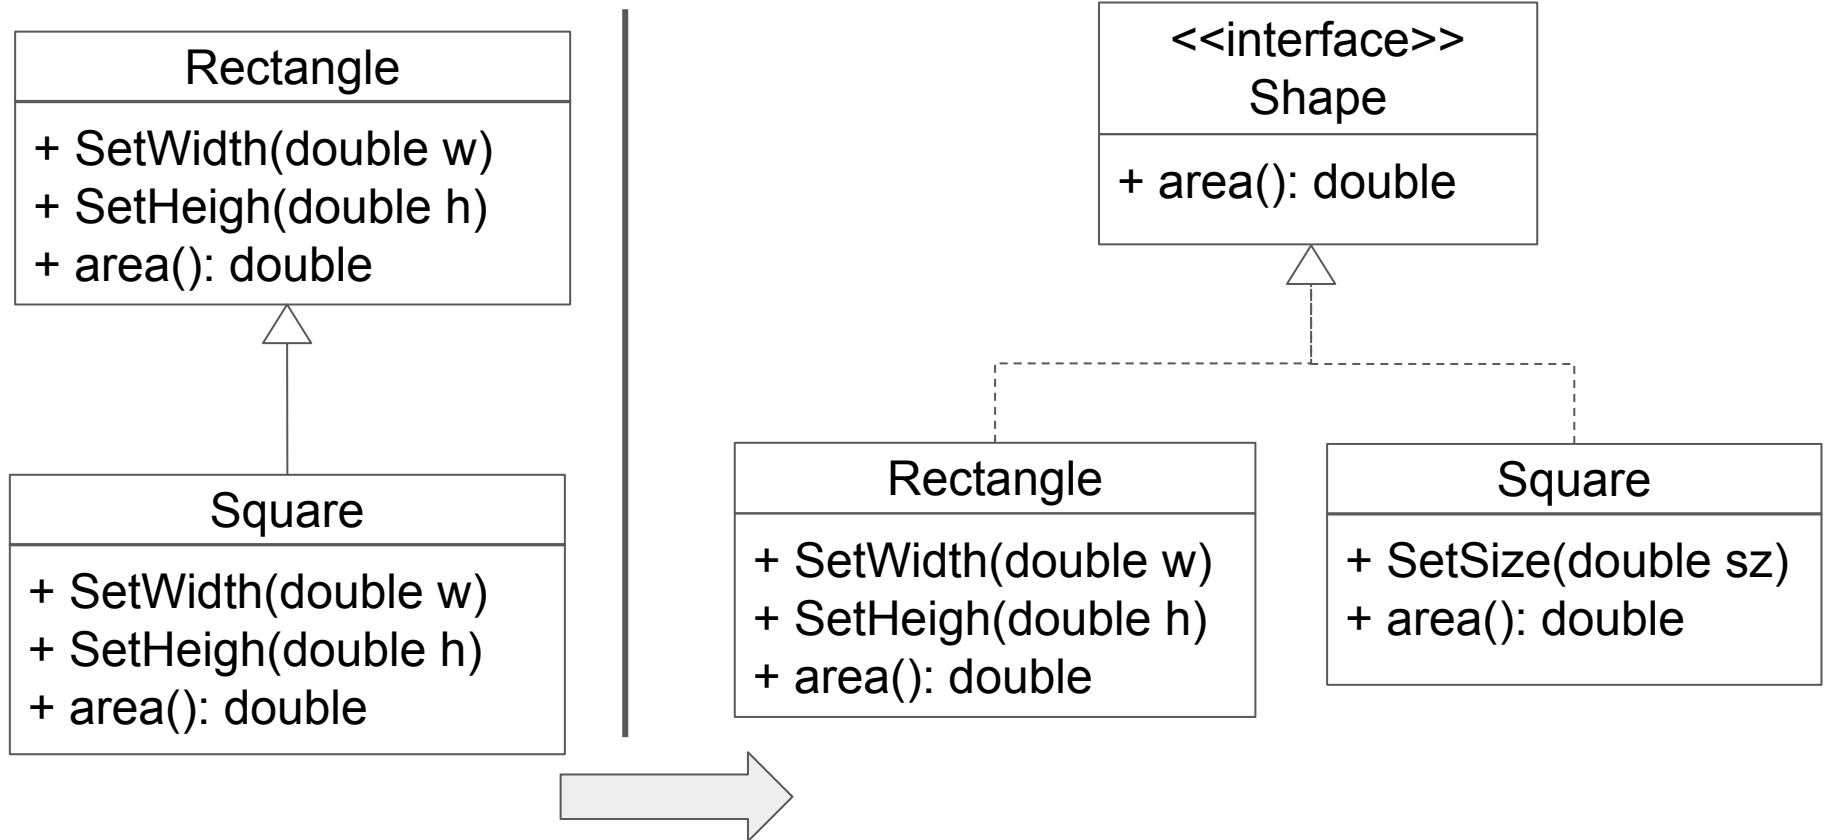 Rectangle
+ SetWidth(double w)
+ SetHeigh(double h)
+ area(): double
Square
+ SetWidth(double w)
+ SetHeigh(double h)
+ area(): double
<<interface>>
Shape
+ area(): double
Rectangle
+ SetWidth(double w)
+ SetHeigh(double h)
+ area(): double
Square
+ SetSize(double sz)
+ area(): double